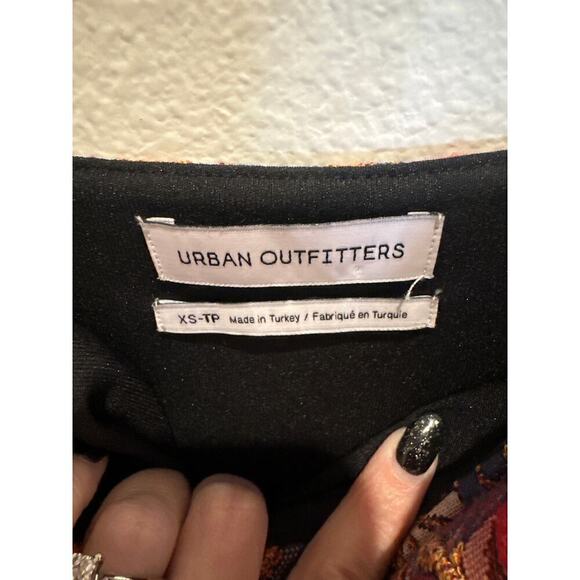 URBAN OUTFITTERS
XS-TP Made in Turkey / Fabriqué en Turquie